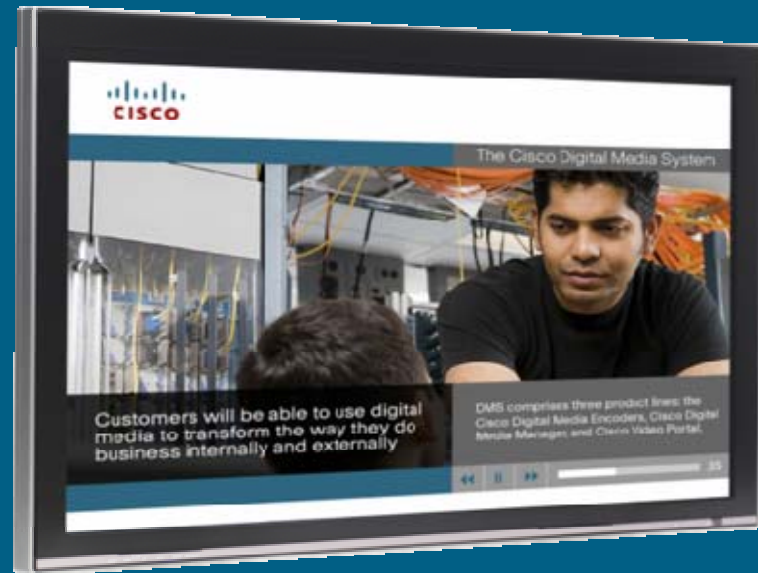 CISCO
The Cisco Digital Media System
Customers will be able to use digital
media to transform the way they do
business internally and externally
DMS comprises three product lines: the
Cisco Digital Media Encoders, Cisco Digital
Media Manager, and Cisco Video Portal.
35